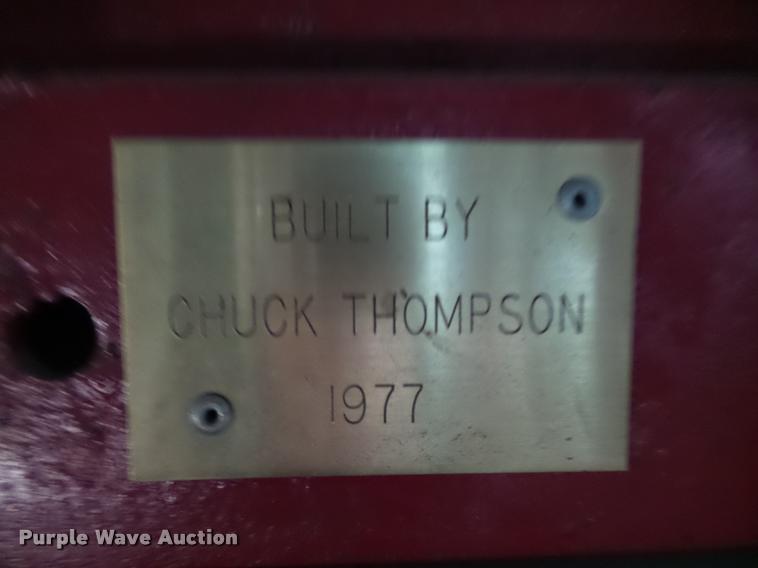 BUILT BY
CHUCK THOMPSON
1977
Purple Wave Auction